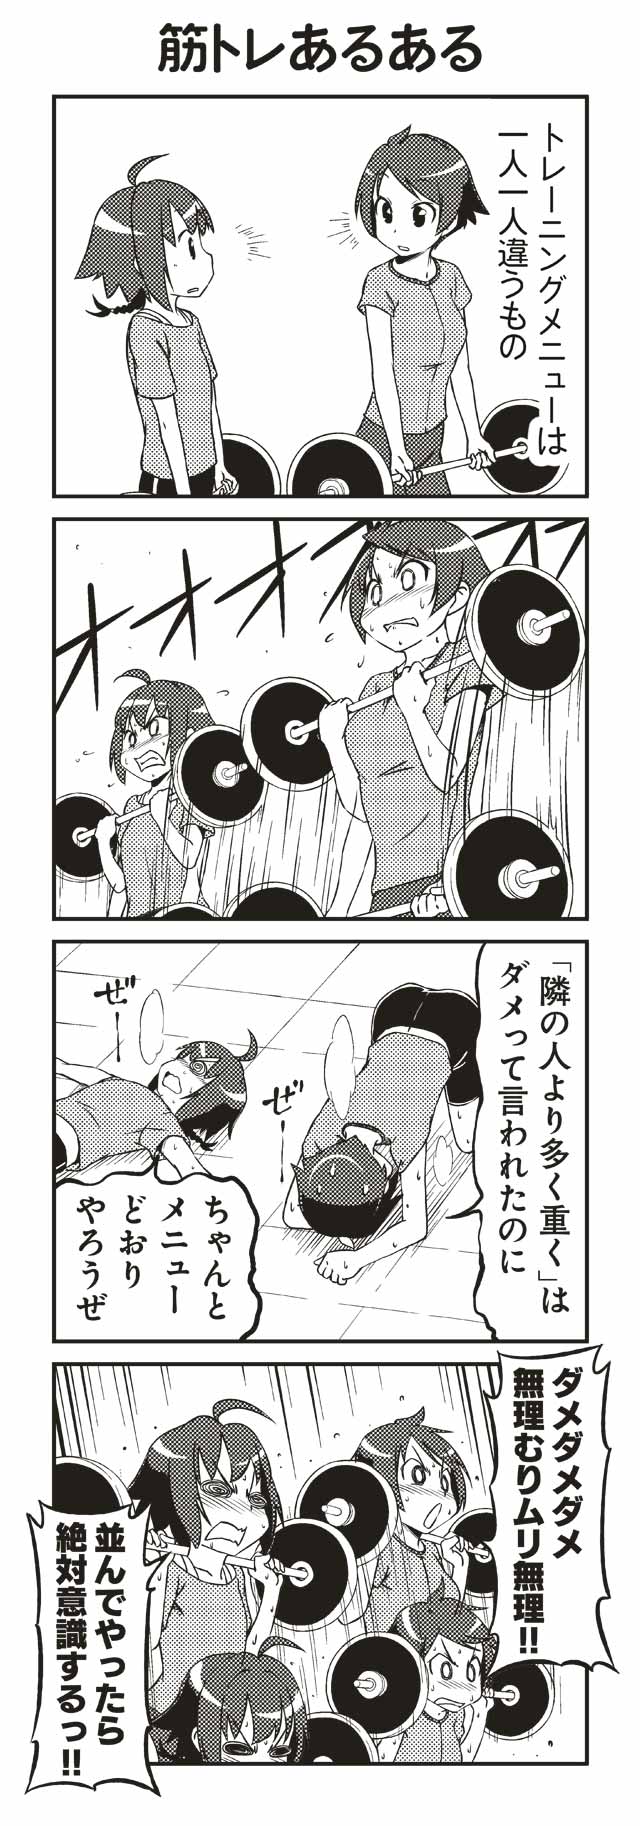 筋トレあるある
トレーニングメニューは
一人一人違うもの
オオオオオ
「隣の人より多く重く」は
ダメって言われたのに
ぜー
ぜー
ちゃんと
メニュー
どおり
やろうぜ
ダメダメダメ
無理むりムリ無理!!
並んでやったら
絶対意識するっ!!